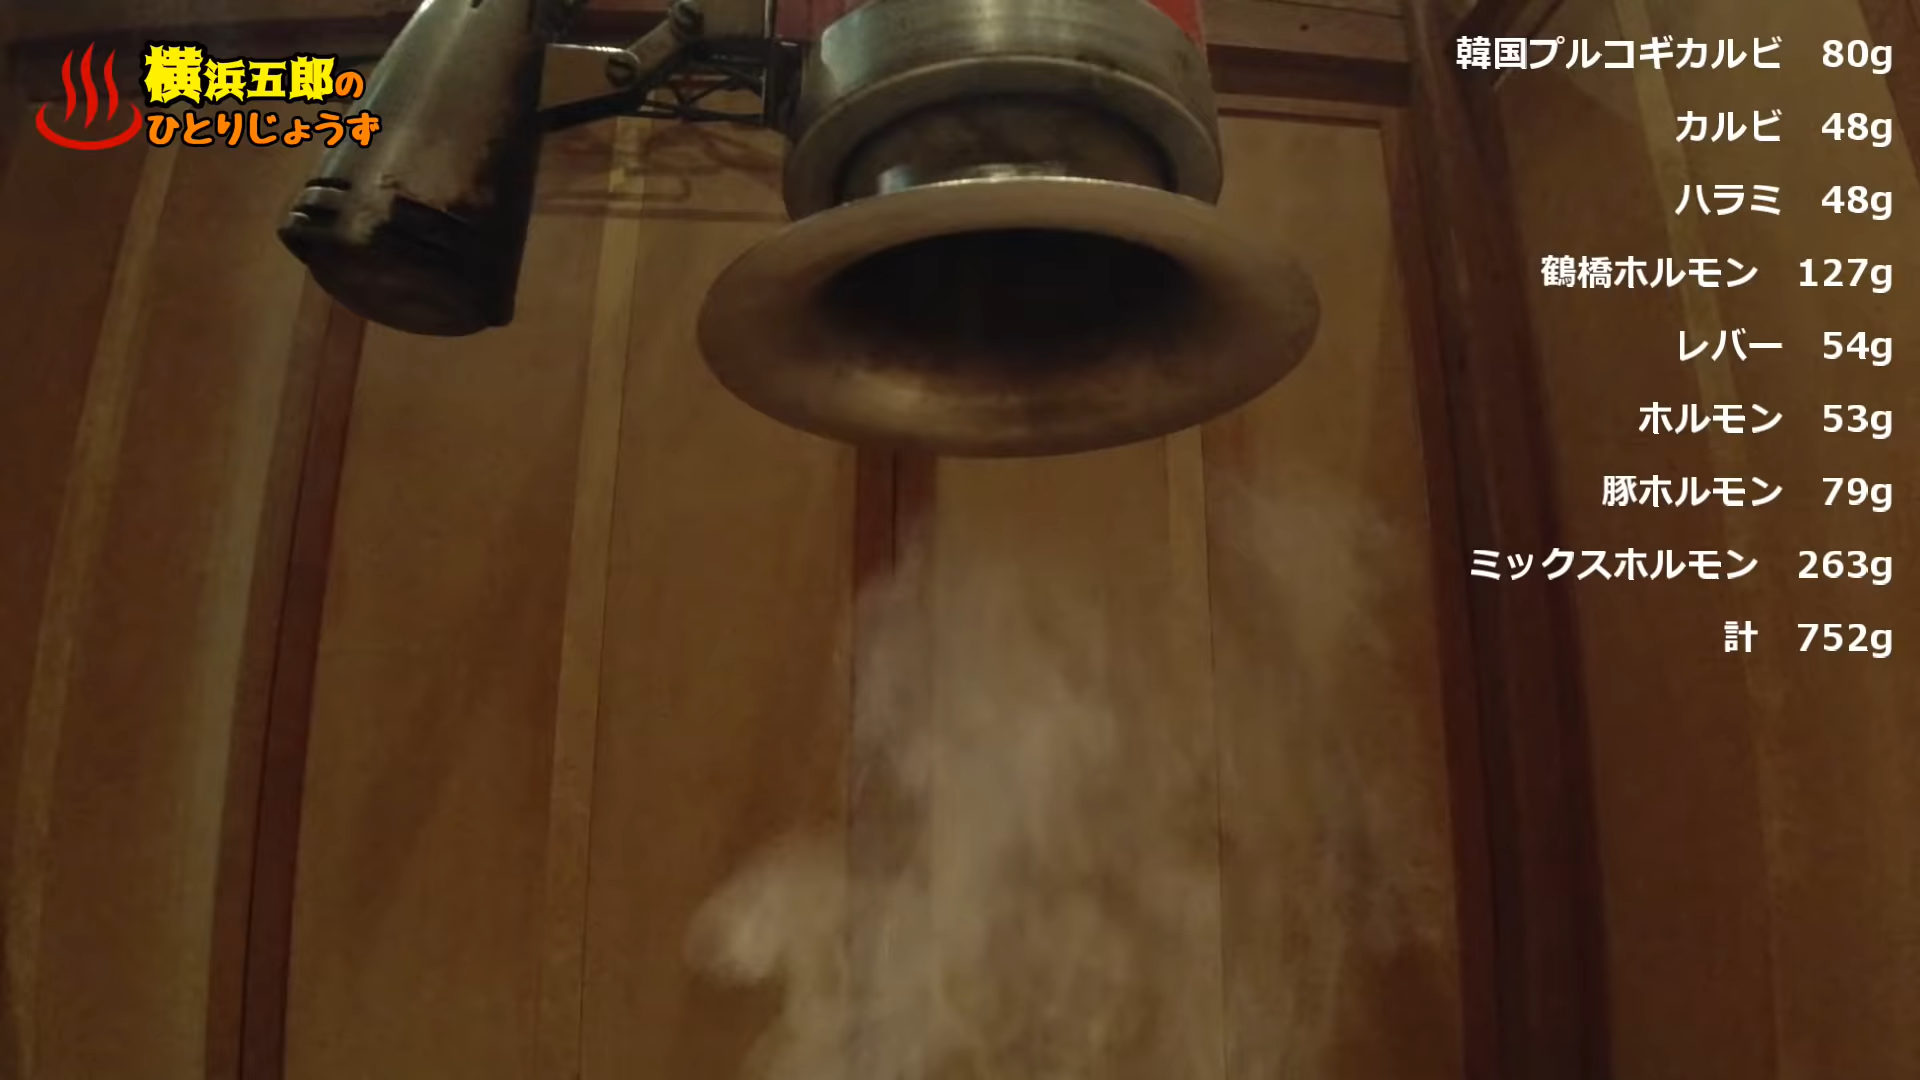 横浜五郎の
ひとりじょうず
韓国プルコギカルビ　80g
カルビ　48g
ハラミ　48g
鶴橋ホルモン　127g
レバー　54g
ホルモン　53g
豚ホルモン　79g
ミックスホルモン　263g
計　752g